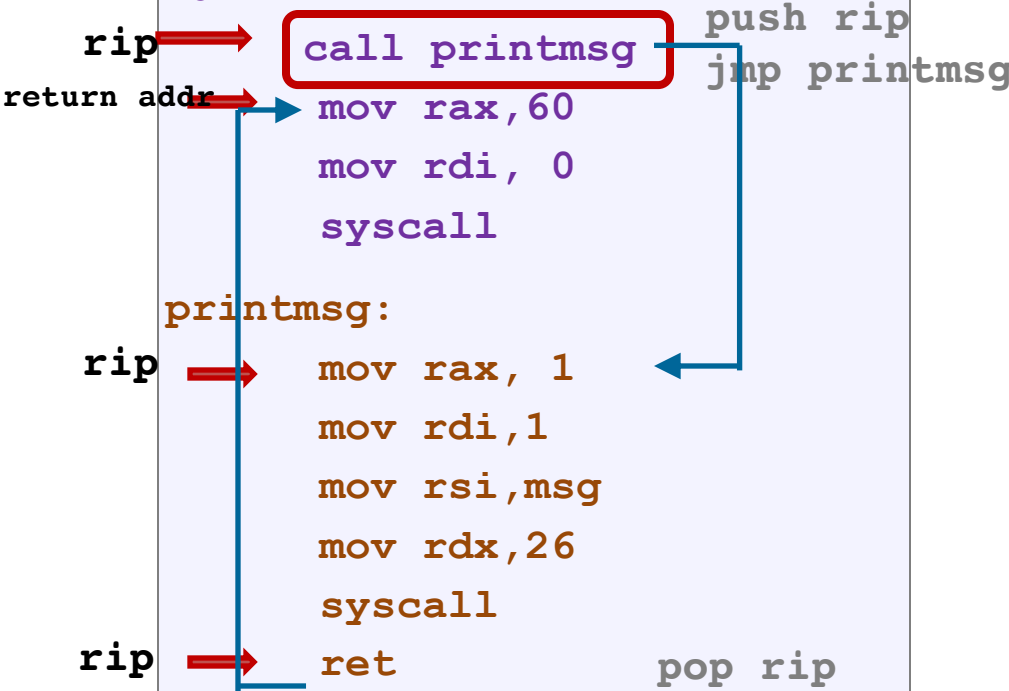 push rip
rip call printmsg
jmp printmsg
return addr mov rax,60
mov rdi, 0
syscall
printmsg:
rip mov rax, 1
mov rdi,1
mov rsi,msg
mov rdx,26
syscall
rip ret pop rip